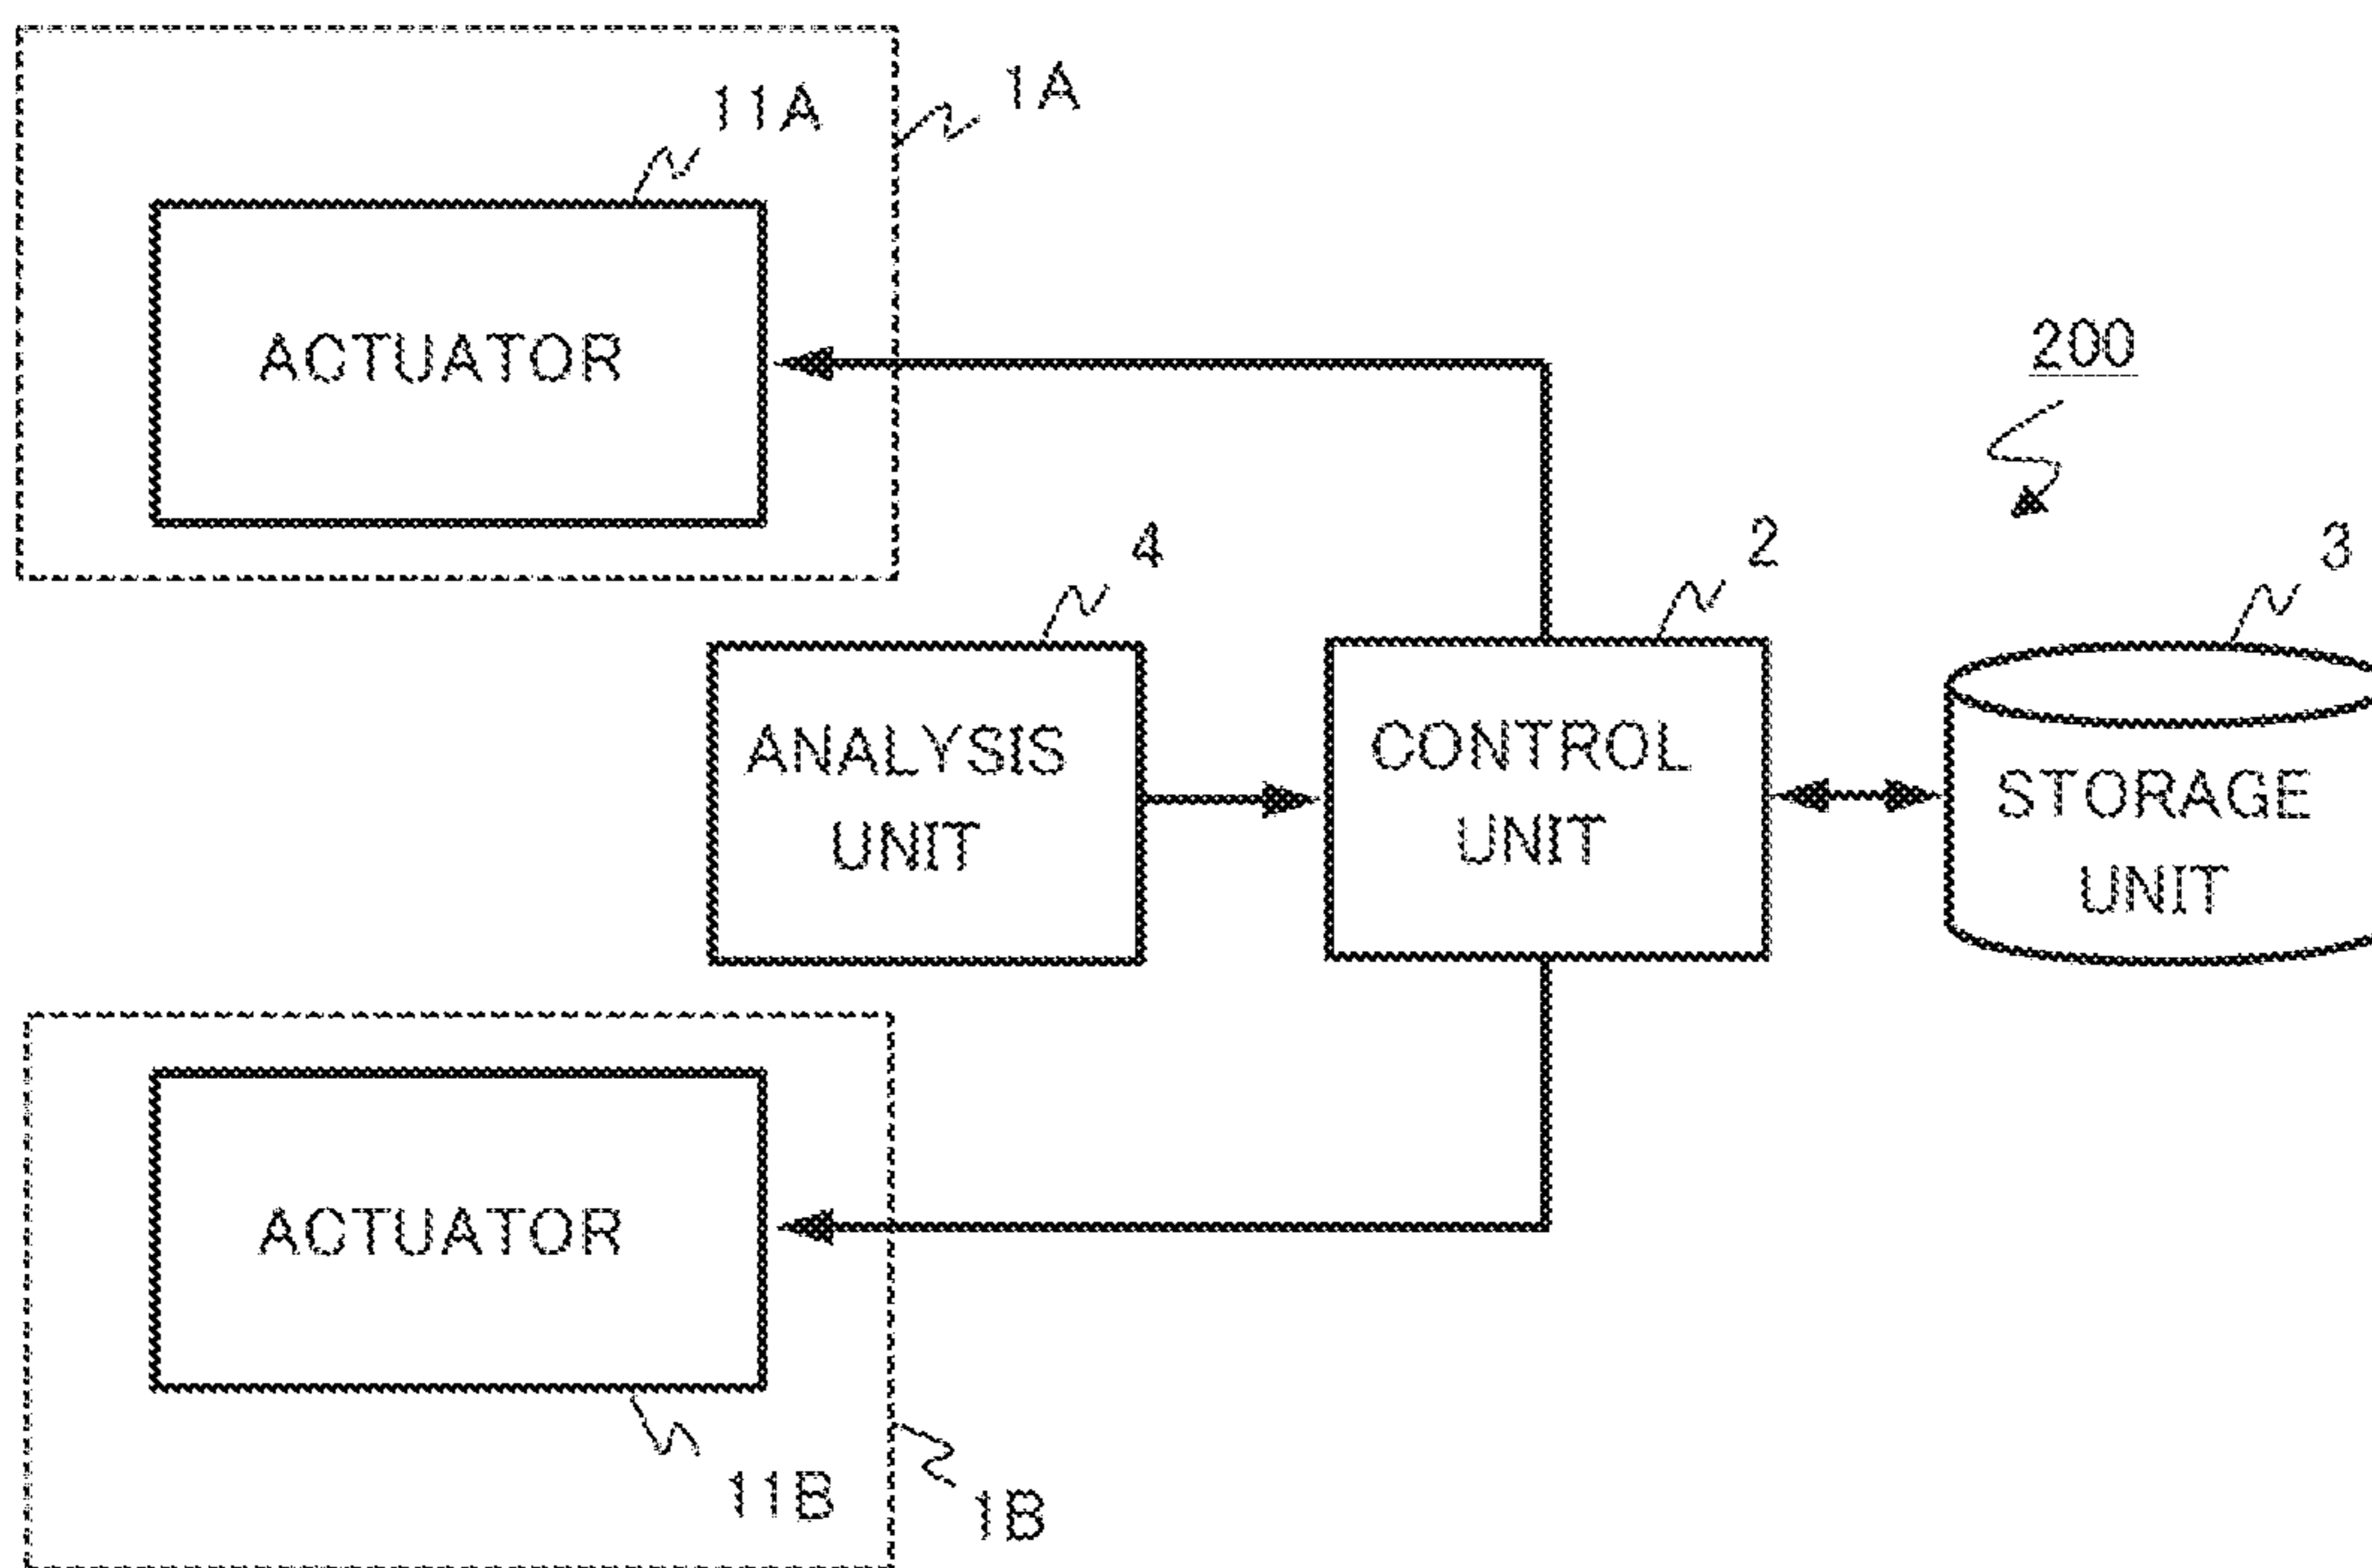 11A
1A
ACTUATOR
200
4
2
3
ANALYSIS
UNIT
CONTROL
UNIT
STORAGE
UNIT
ACTUATOR
11B
1B